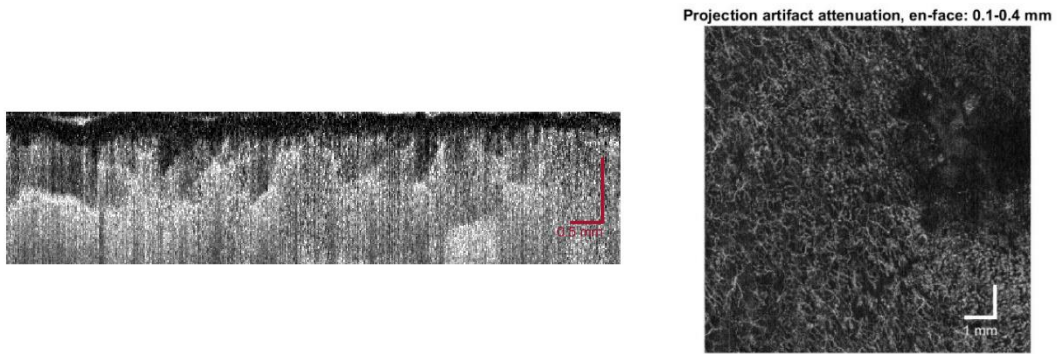 Projection artifact attenuation, en-face: 0.1-0.4 mm
0.5 mm
1 mm